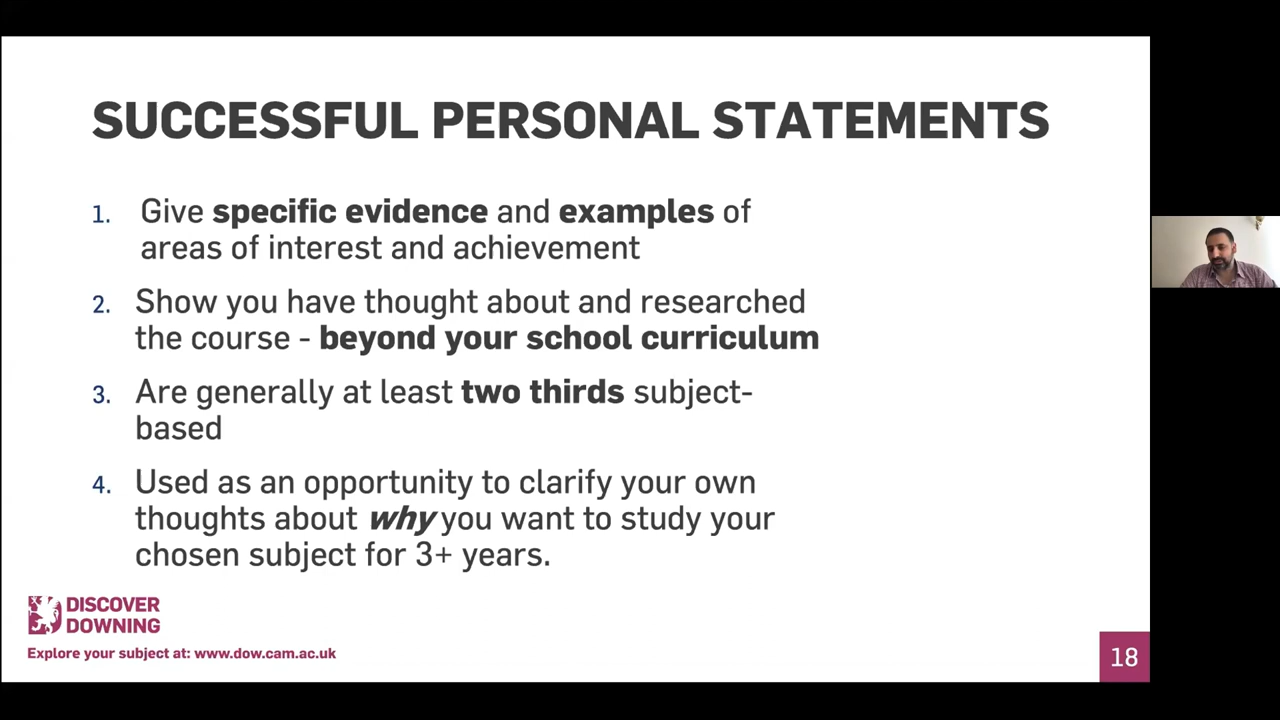 SUCCESSFUL PERSONAL STATEMENTS
1. Give specific evidence and examples of
areas of interest and achievement
2. Show you have thought about and researched
the course - beyond your school curriculum
3. Are generally at least two thirds subject-
based
4. Used as an opportunity to clarify your own
thoughts about why you want to study your
chosen subject for 3+ years.
DISCOVER
DOWNING
Explore your subject at: www.dow.cam.ac.uk
18